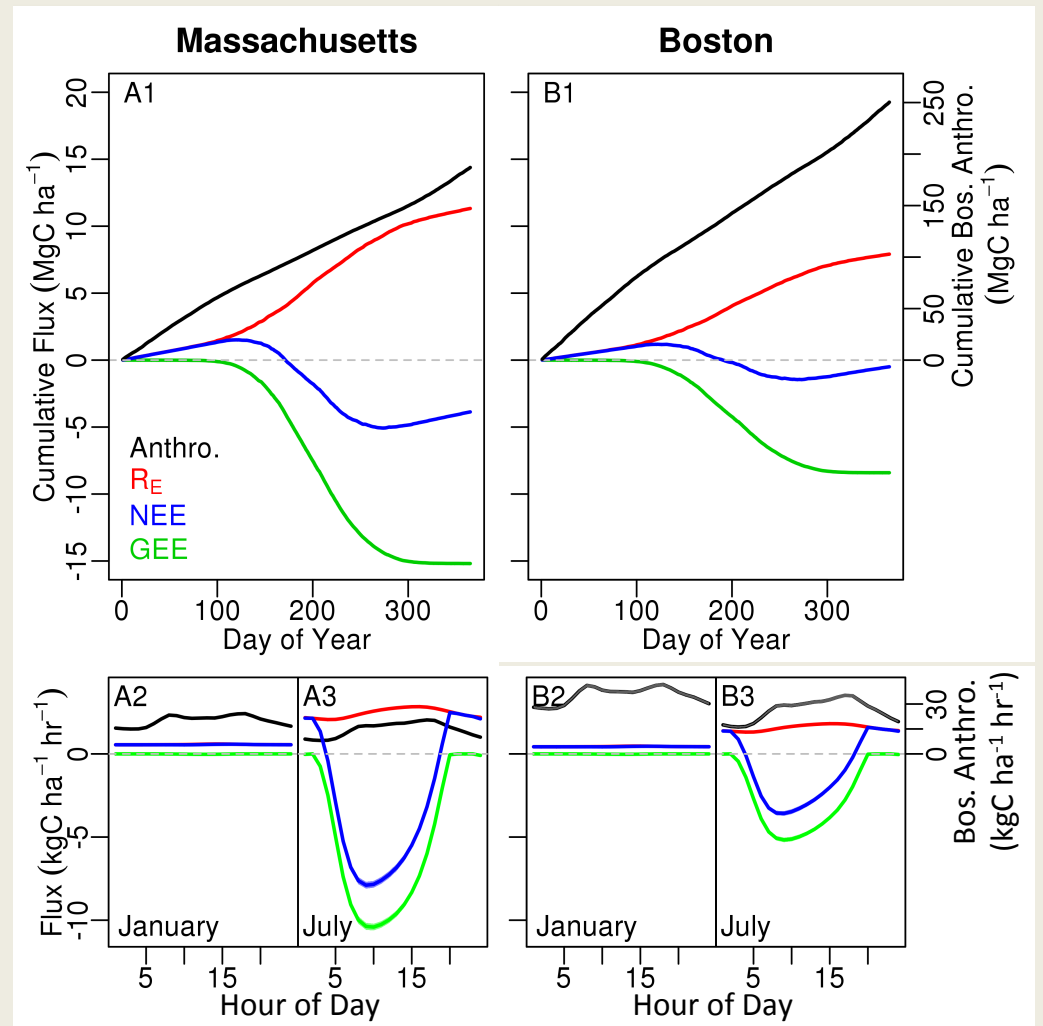 Massachusetts
Boston
A1
B1
20
15
10
5
0
-5
-10
-15
Cumulative Flux (MgC ha−1)
Anthro.
RE
NEE
GEE
250
150
50
0
Cumulative Bos. Anthro.
(MgC ha−1)
0 100 200 300
0 100 200 300
Day of Year
Day of Year
A2
A3
B2
B3
0
-5
-10
Flux (kgC ha−1 hr−1)
January
July
January
July
30
0
Bos. Anthro.
(kgC ha-1 hr-1)
5 15 5 15
5 15 5 15
Hour of Day
Hour of Day